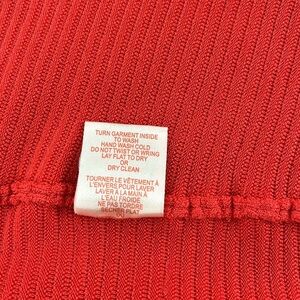 TURN GARMENT INSIDE
TO WASH
HAND WASH COLD
DO NOT TWIST OR WRING
LAY FLAT TO DRY
OR
DRY CLEAN
TOURNER LE VÊTEMENT À
L'ENVERS POUR LAVER
LAVER À LA MAIN À
L'EAU FROIDE
NE PAS TORDRE
SECHER PLAT